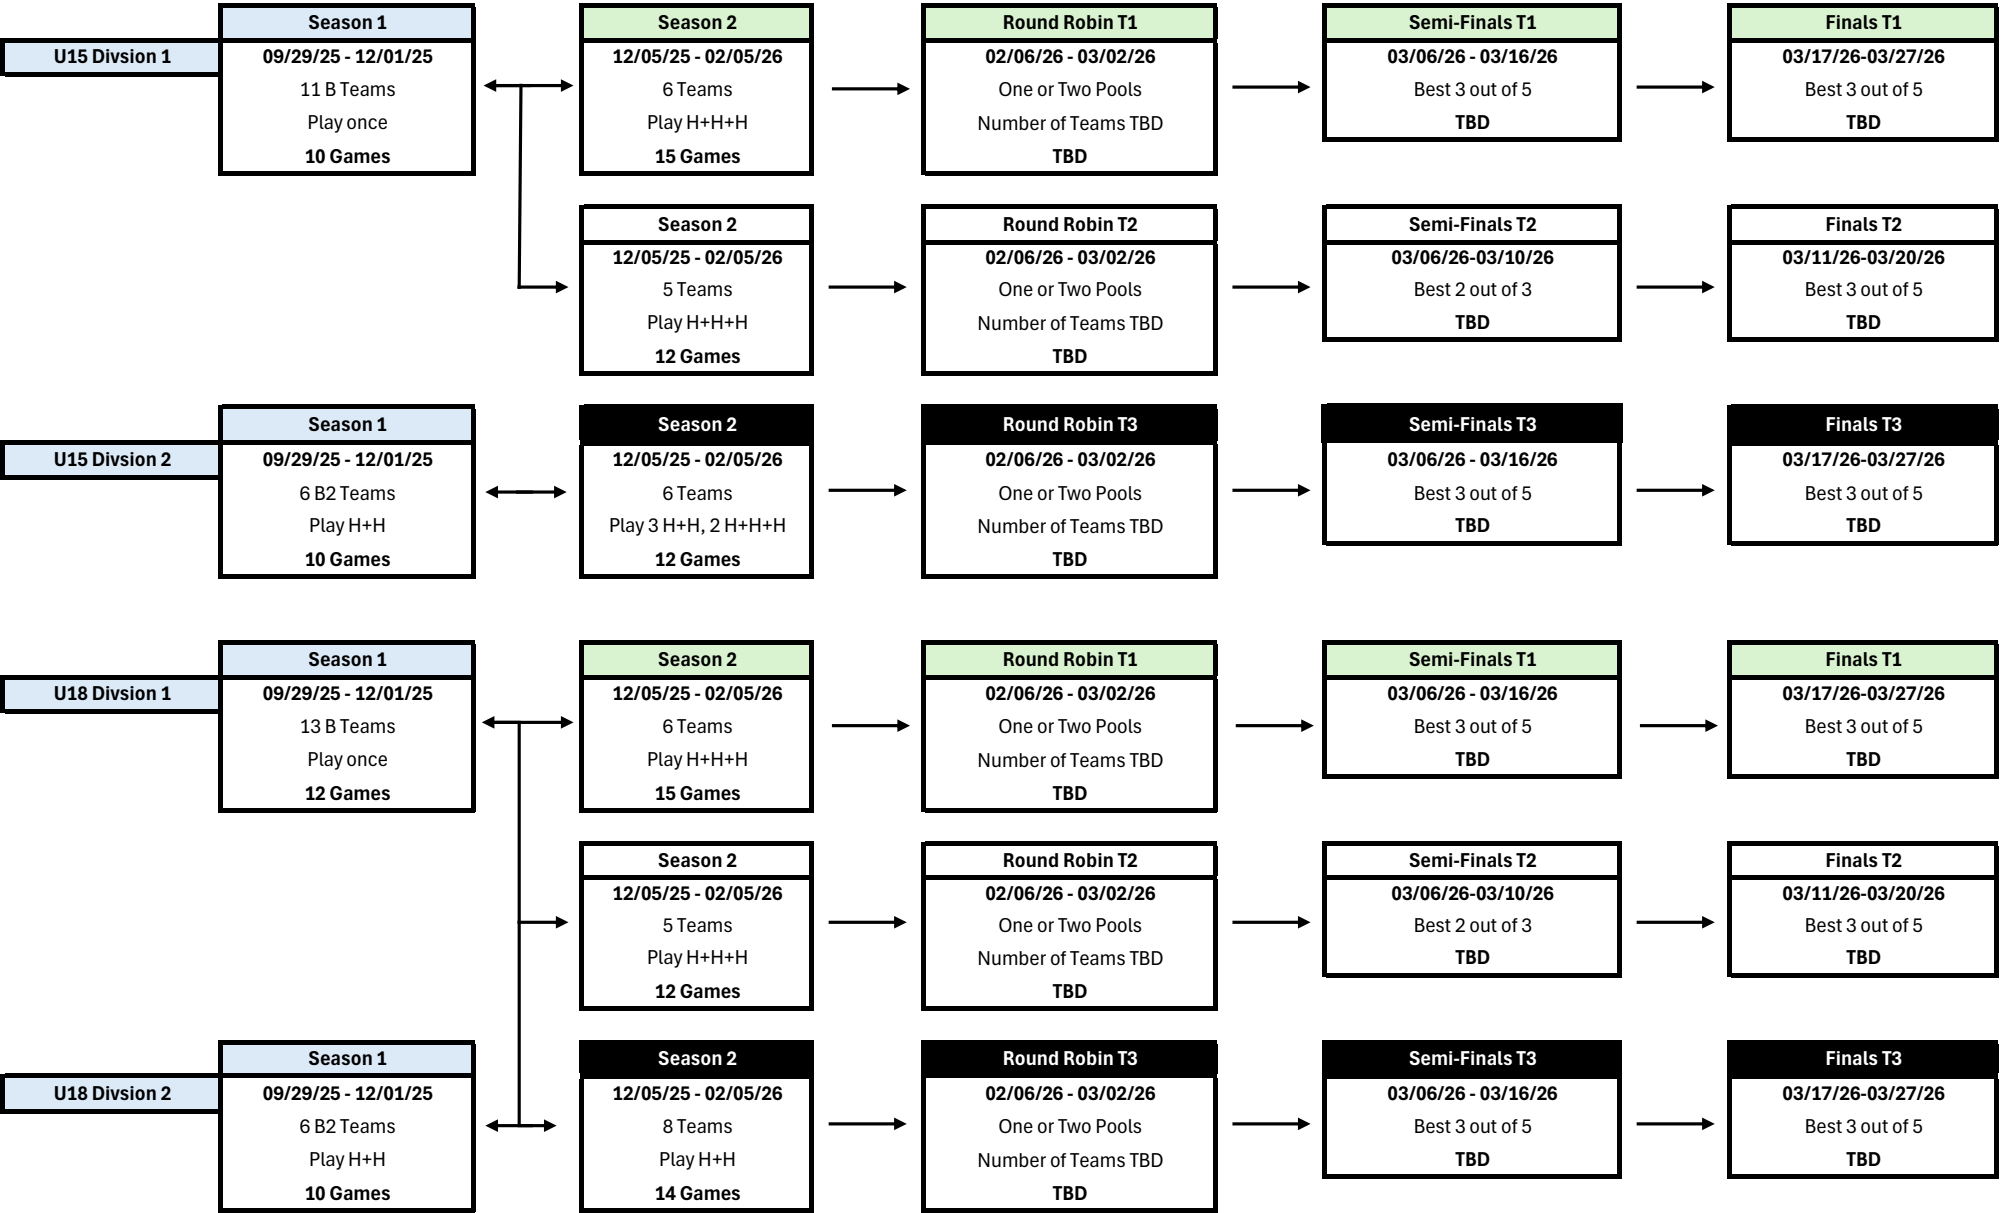 Season 1
Season 2
Round Robin T1
Semi-Finals T1
Finals T1
U15 Divsion 1
09/29/25 - 12/01/25
12/05/25 - 02/05/26
02/06/26 - 03/02/26
03/06/26 - 03/16/26
03/17/26-03/27/26
11 B Teams
6 Teams
One or Two Pools
Best 3 out of 5
Best 3 out of 5
Play once
Play H+H+H
Number of Teams TBD
TBD
TBD
10 Games
15 Games
TBD
Season 2
Round Robin T2
Semi-Finals T2
Finals T2
12/05/25 - 02/05/26
02/06/26 - 03/02/26
03/06/26-03/10/26
03/11/26-03/20/26
5 Teams
One or Two Pools
Best 2 out of 3
Best 3 out of 5
Play H+H+H
Number of Teams TBD
TBD
TBD
12 Games
TBD
Season 1
Season 2
Round Robin T3
Semi-Finals T3
Finals T3
U15 Divsion 2
09/29/25 - 12/01/25
12/05/25 - 02/05/26
02/06/26 - 03/02/26
03/06/26 - 03/16/26
03/17/26-03/27/26
6 B2 Teams
6 Teams
One or Two Pools
Best 3 out of 5
Best 3 out of 5
Play H+H
Play 3 H+H, 2 H+H+H
Number of Teams TBD
TBD
TBD
10 Games
12 Games
TBD
Season 1
Season 2
Round Robin T1
Semi-Finals T1
Finals T1
U18 Divsion 1
09/29/25 - 12/01/25
12/05/25 - 02/05/26
02/06/26 - 03/02/26
03/06/26 - 03/16/26
03/17/26-03/27/26
13 B Teams
6 Teams
One or Two Pools
Best 3 out of 5
Best 3 out of 5
Play once
Play H+H+H
Number of Teams TBD
TBD
TBD
12 Games
15 Games
TBD
Season 2
Round Robin T2
Semi-Finals T2
Finals T2
12/05/25 - 02/05/26
02/06/26 - 03/02/26
03/06/26-03/10/26
03/11/26-03/20/26
5 Teams
One or Two Pools
Best 2 out of 3
Best 3 out of 5
Play H+H+H
Number of Teams TBD
TBD
TBD
12 Games
TBD
Season 1
Season 2
Round Robin T3
Semi-Finals T3
Finals T3
U18 Divsion 2
09/29/25 - 12/01/25
12/05/25 - 02/05/26
02/06/26 - 03/02/26
03/06/26 - 03/16/26
03/17/26-03/27/26
6 B2 Teams
8 Teams
One or Two Pools
Best 3 out of 5
Best 3 out of 5
Play H+H
Play H+H
Number of Teams TBD
TBD
TBD
10 Games
14 Games
TBD